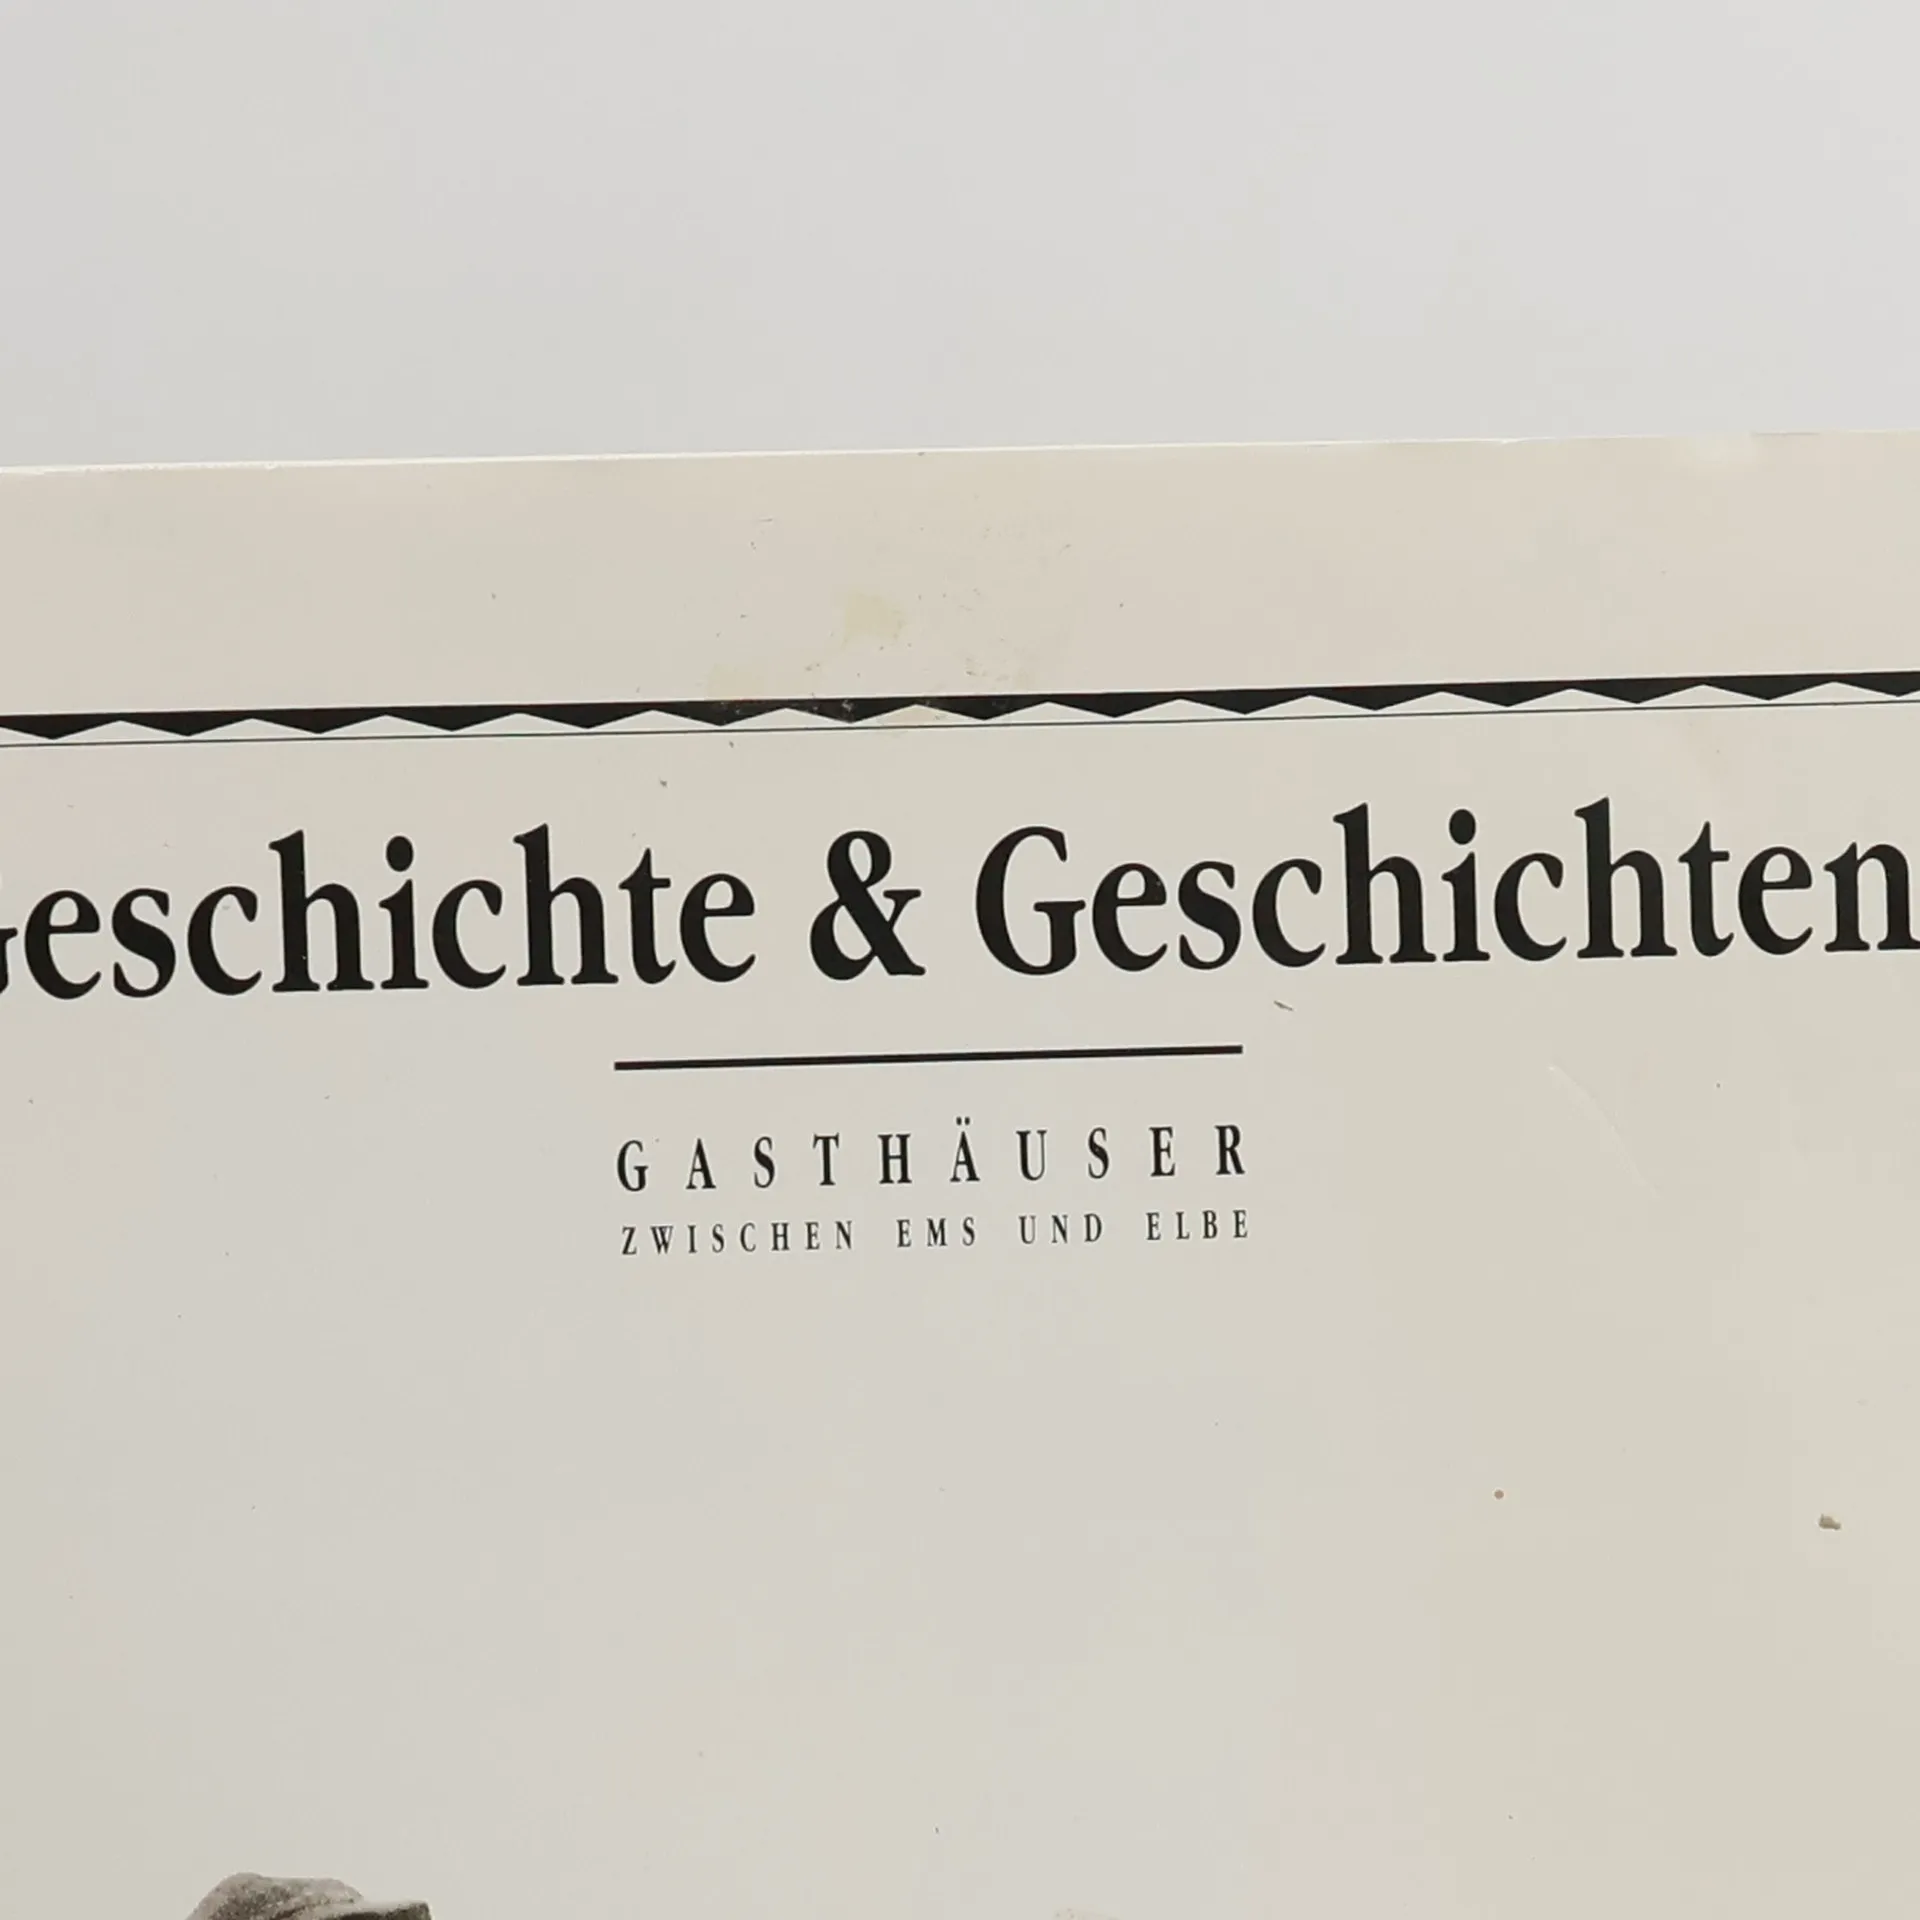 Geschichte & Geschichten
GASTHÄUSER
ZWISCHEN EMS UND ELBE